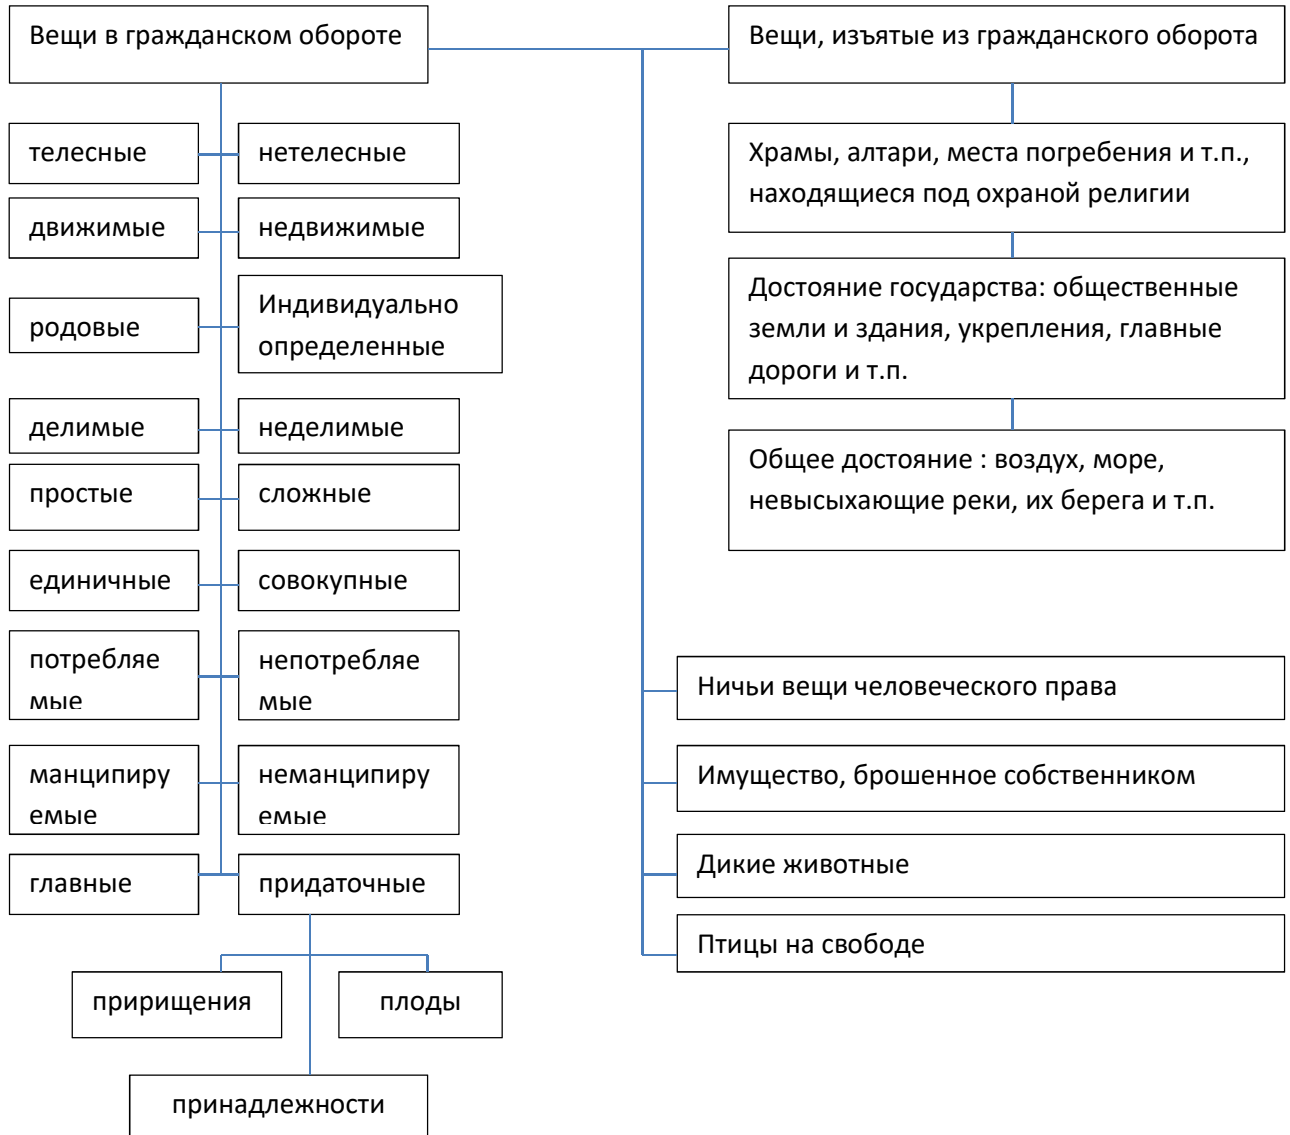 Вещи в гражданском обороте
Вещи, изъятые из гражданского оборота
телесные
нетелесные
движимые
недвижимые
родовые
Индивидуально
определенные
делимые
неделимые
простые
сложные
единичные
совокупные
потребляе
мые
непотребляе
мые
манципиру
емые
неманципиру
емые
главные
придаточные
приращения
плоды
принадлежности
Храмы, алтари, места погребения и т.п.,
находящиеся под охраной религии
Достояние государства: общественные
земли и здания, укрепления, главные
дороги и т.п.
Общее достояние : воздух, море,
невысыхающие реки, их берега и т.п.
Ничьи вещи человеческого права
Имущество, брошенное собственником
Дикие животные
Птицы на свободе